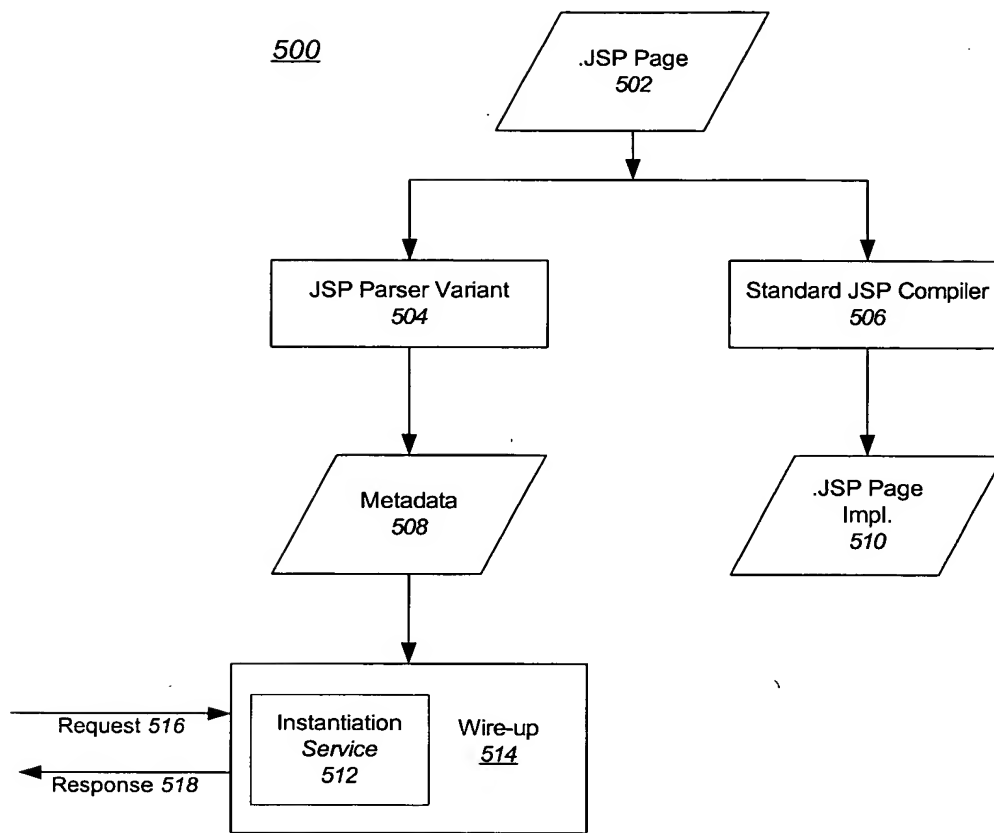 500
.JSP Page
502
JSP Parser Variant
504
Standard JSP Compiler
506
Metadata
508
.JSP Page
Impl.
510
Instantiation
Service
512
Wire-up
514
Request 516
Response 518